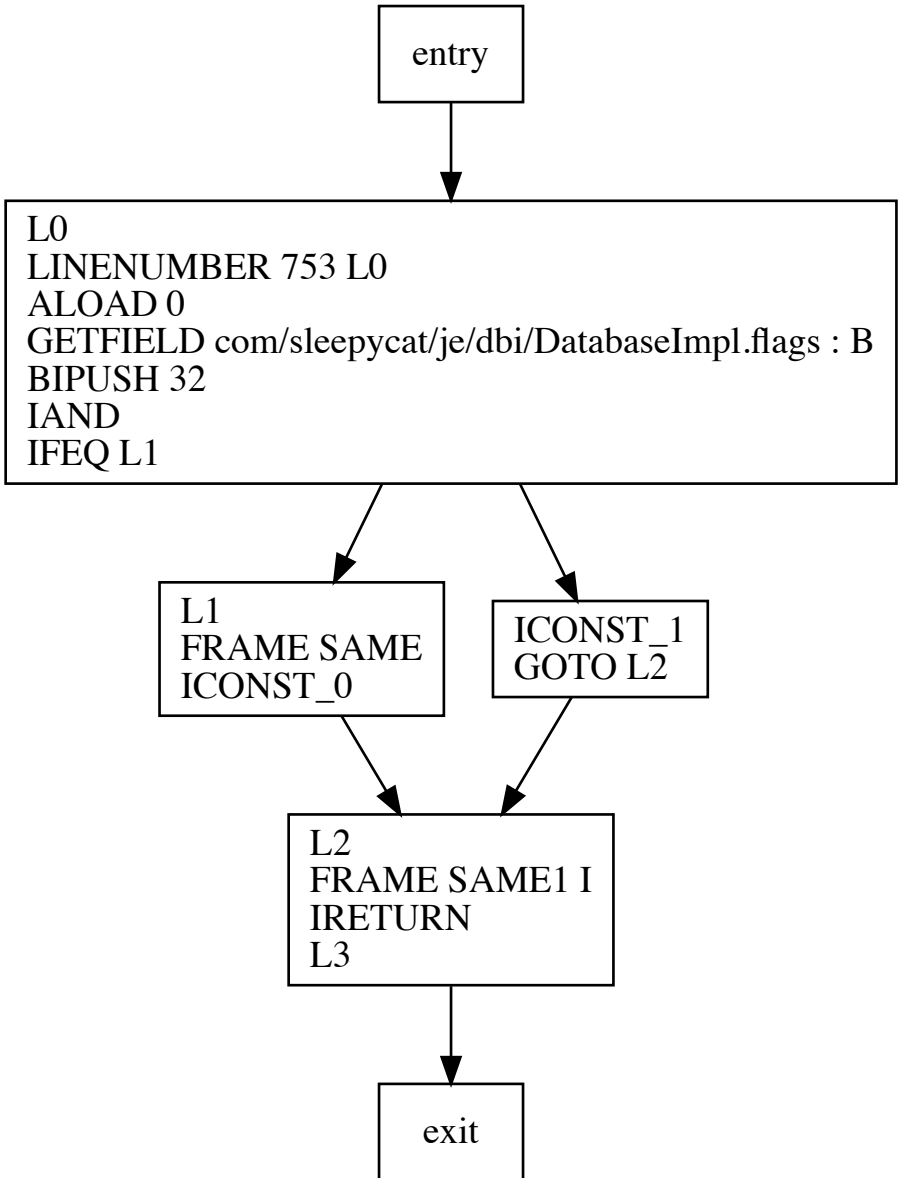 entry
L0
LINENUMBER 753 L0
ALOAD 0
GETFIELD com/sleepycat/je/dbi/DatabaseImpl.flags : B
BIPUSH 32
IAND
IFEQ L1
L1
FRAME SAME
ICONST_0
ICONST_1
GOTO L2
L2
FRAME SAME1 I
IRETURN
L3
exit